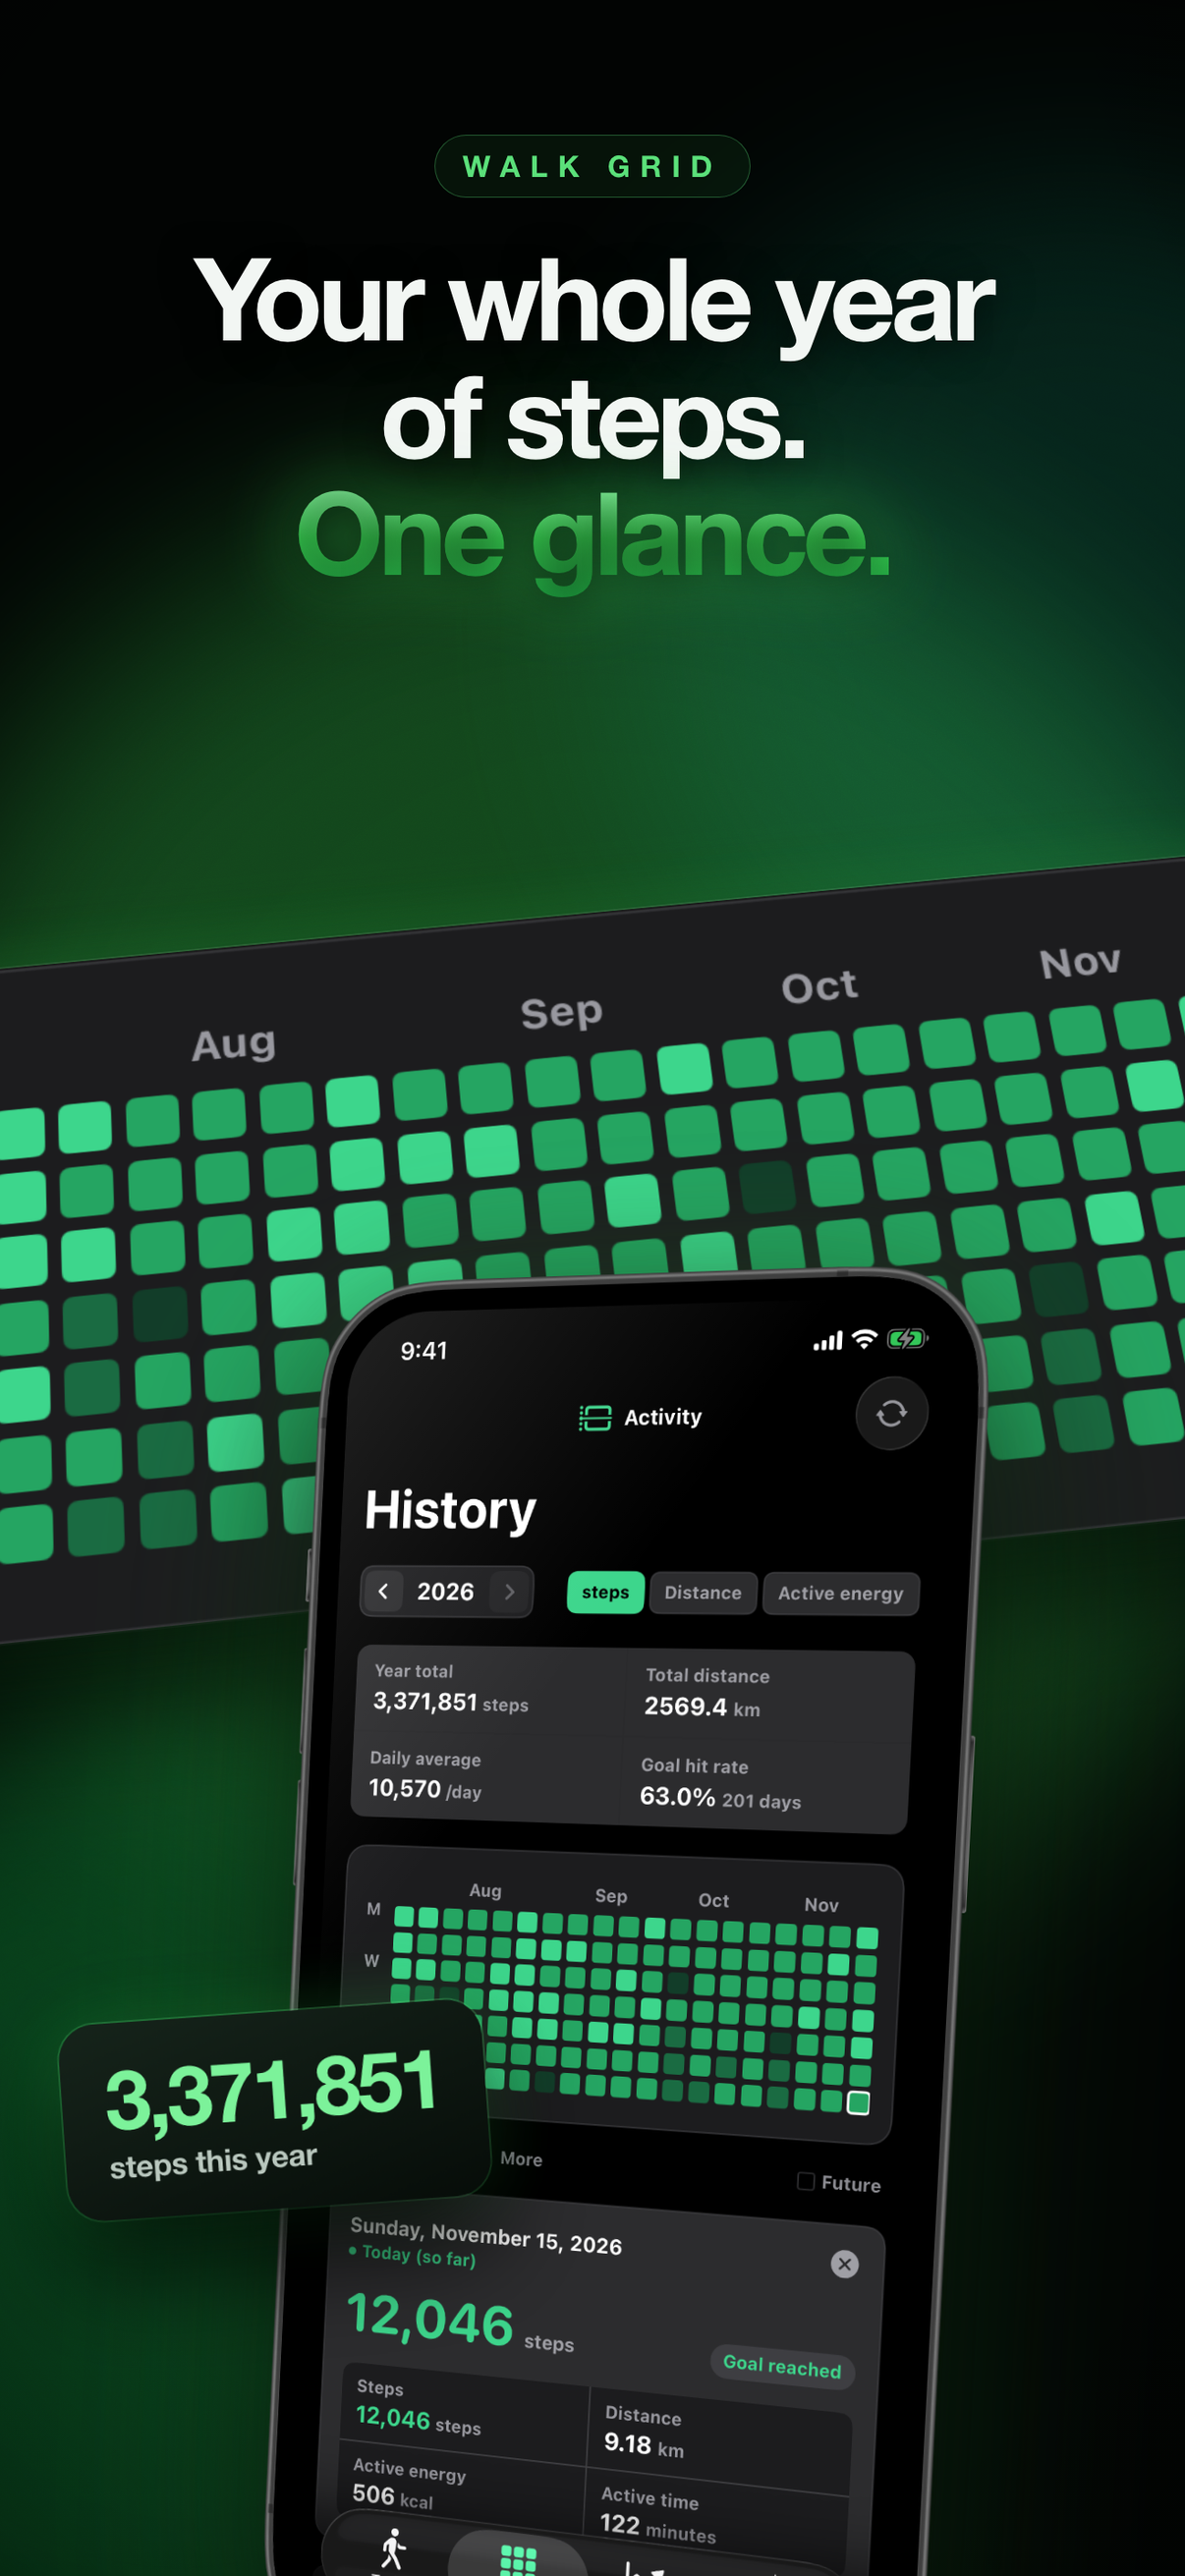 WALK GRID
Your whole year
of steps.
One glance.
Aug Sep Oct Nov
9:41
Activity
History
2026 steps Distance Active energy
Year total Total distance
3,371,851 steps 2569.4 km
Daily average Goal hit rate
10,570 /day 63.0% 201 days
Aug Sep Oct Nov
M
W
3,371,851
steps this year
More Future
Sunday, November 15, 2026
• Today (so far)
12,046 steps
Goal reached
Steps Distance
12,046 steps 9.18 km
Active energy Active time
506 kcal 122 minutes